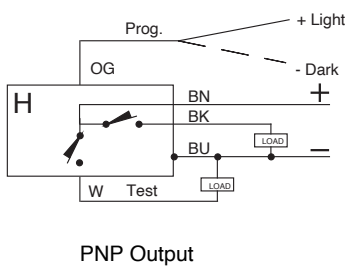 Prog.
+ Light
OG
- Dark
H
BN
+
BK
LOAD
BU
−
LOAD
W
Test
PNP Output